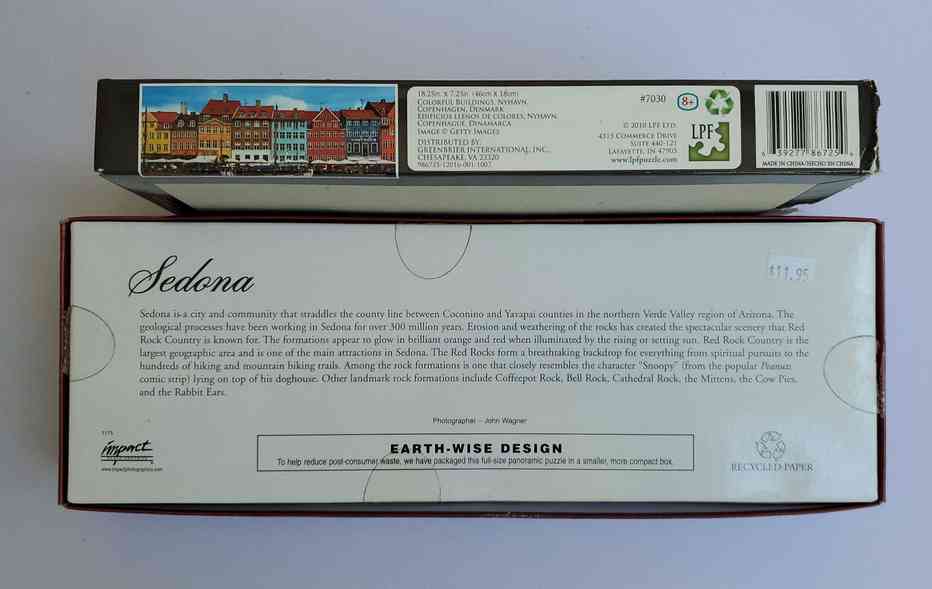 18.25in. X 7.25in. (46cm X 18cm)
COLORFUL BUILDINGS, NYHAVN,
COPENHAGEN, DENMARK
EDIFICIOS LLENOS DE COLORES, NYHAVN,
COPENHAGUE, DINAMARCA
IMAGE © GETTY IMAGES
DISTRIBUTED BY:
GREENBRIER INTERNATIONAL, INC.,
CHESAPEAKE, VA 23320
986735-12016-001-1007
#7030
8+
© 2010 LPF LTD.
4315 COMMERCE DRIVE
SUITE 440-121
LAFAYETTE, IN 47905
www.lpfpuzzle.com
LPF
6 39277 86725 6
MADE IN CHINA/HECHO EN CHINA
Sedona
$11.95
Sedona is a city and community that straddles the county line between Coconino and Yavapai counties in the northern Verde Valley region of Arizona. The
geological processes have been working in Sedona for over 300 million years. Erosion and weathering of the rocks has created the spectacular scenery that Red
Rock Country is known for. The formations appear to glow in brilliant orange and red when illuminated by the rising or setting sun. Red Rock Country is the
largest geographic area and is one of the main attractions in Sedona. The Red Rocks form a breathtaking backdrop for everything from spiritual pursuits to the
hundreds of hiking and mountain biking trails. Among the rock formations is one that closely resembles the character "Snoopy" (from the popular Peanuts
comic strip) lying on top of his doghouse. Other landmark rock formations include Coffeepot Rock, Bell Rock, Cathedral Rock, the Mittens, the Cow Pies,
and the Rabbit Ears.
Photographer – John Wagner
1175
impact
www.impactphotographics.com
EARTH-WISE DESIGN
To help reduce post-consumer waste, we have packaged this full-size panoramic puzzle in a smaller, more compact box.
RECYCLED PAPER